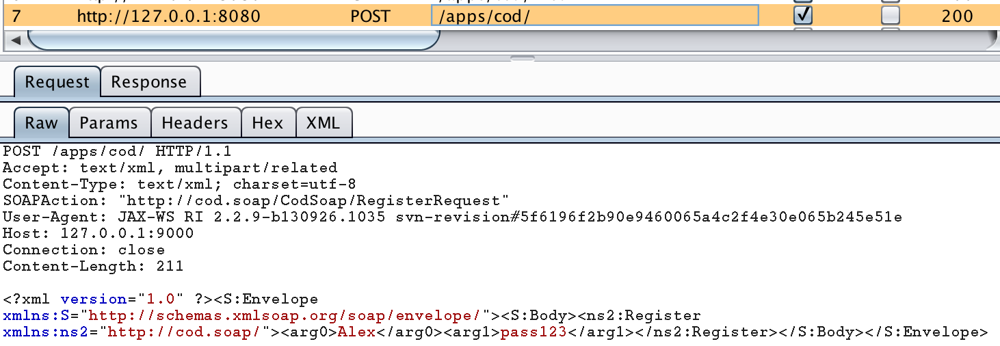 7 http://127.0.0.1:8080 POST /apps/cod/ 200
Request Response
Raw Params Headers Hex XML
POST /apps/cod/ HTTP/1.1
Accept: text/xml, multipart/related
Content-Type: text/xml; charset=utf-8
SOAPAction: "http://cod.soap/CodSoap/RegisterRequest"
User-Agent: JAX-WS RI 2.2.9-b130926.1035 svn-revision#5f6196f2b90e9460065a4c2f4e30e065b245e51e
Host: 127.0.0.1:9000
Connection: close
Content-Length: 211
<?xml version="1.0" ?><S:Envelope
xmlns:S="http://schemas.xmlsoap.org/soap/envelope/"><S:Body><ns2:Register
xmlns:ns2="http://cod.soap/"><arg0>Alex</arg0><arg1>pass123</arg1></ns2:Register></S:Body></S:Envelope>